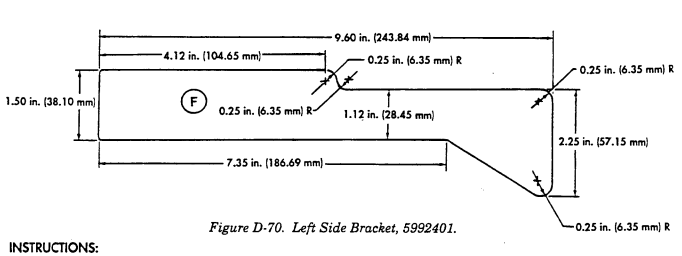 9.60 in. (243.84 mm)
4.12 in. (104.65 mm)
0.25 in. (6.35 mm) R
0.25 in. (6.35 mm) R
1.50 in. (38.10 mm)
F
0.25 in. (6.35 mm) R
1.12 in. (28.45 mm)
2.25 in. (57.15 mm)
7.35 in. (186.69 mm)
0.25 in. (6.35 mm) R
Figure D-70. Left Side Bracket, 5992401.
INSTRUCTIONS: